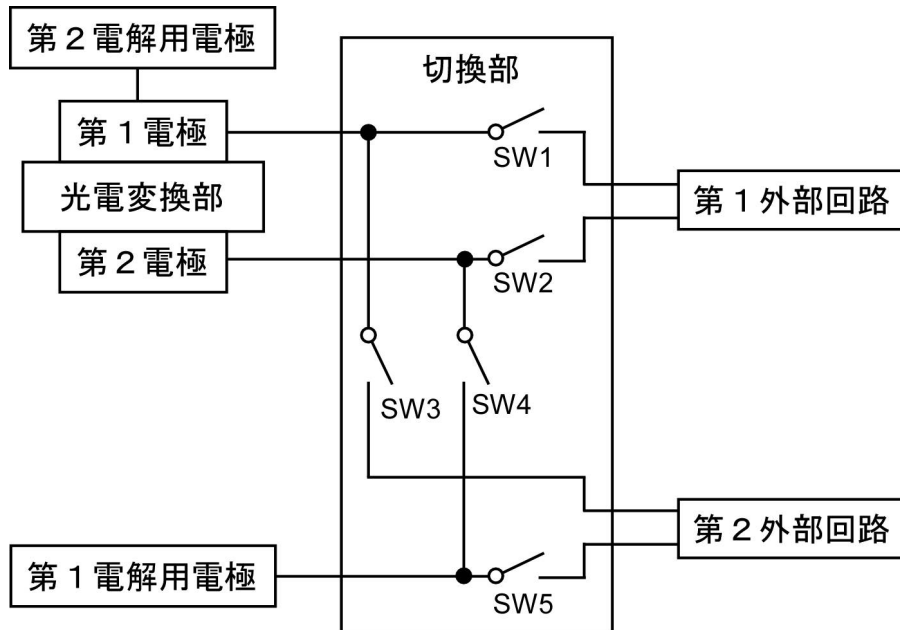 第２電解用電極
切換部
第１電極
SW1
光電変換部
第１外部回路
第２電極
SW2
SW3
SW4
第２外部回路
第１電解用電極
SW5